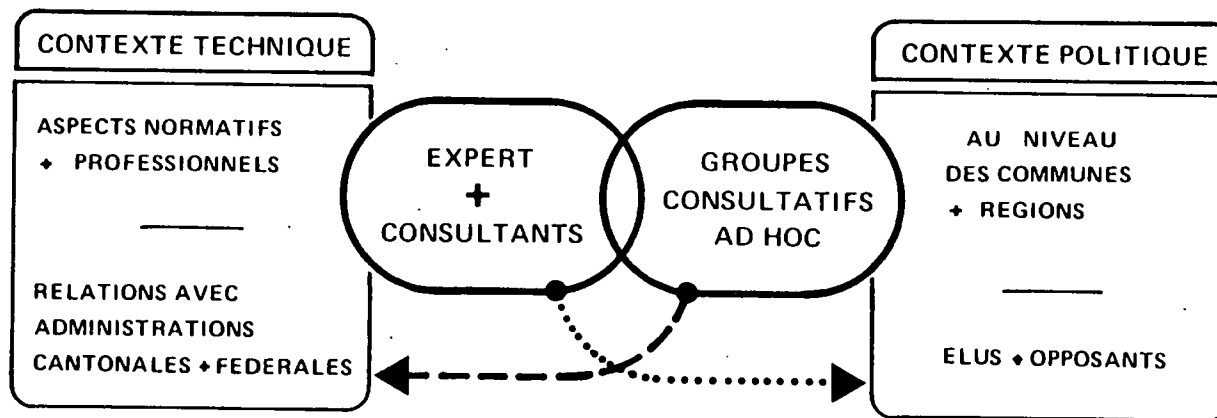 CONTEXTE TECHNIQUE
ASPECTS NORMATIFS
+ PROFESSIONNELS
RELATIONS AVEC
ADMINISTRATIONS
CANTONALES + FEDERALES
EXPERT
+
CONSULTANTS
GROUPES
CONSULTATIFS
AD HOC
CONTEXTE POLITIQUE
AU NIVEAU
DES COMMUNES
+ REGIONS
ELUS + OPPOSANTS